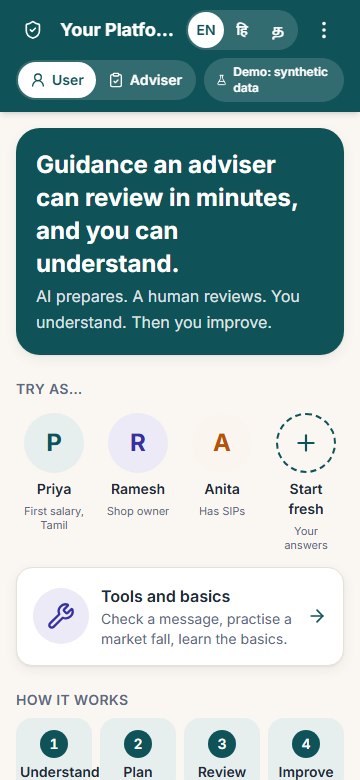 Your Platfo...
EN
हि
த
User
Adviser
Demo: synthetic
data
Guidance an adviser
can review in minutes,
and you can
understand.
AI prepares. A human reviews. You
understand. Then you improve.
TRY AS...
P
R
A
Priya
Ramesh
Anita
Start
fresh
First salary,
Tamil
Shop owner
Has SIPs
Your
answers
Tools and basics
Check a message, practise a
market fall, learn the basics.
HOW IT WORKS
1
2
3
4
Understand
Plan
Review
Improve